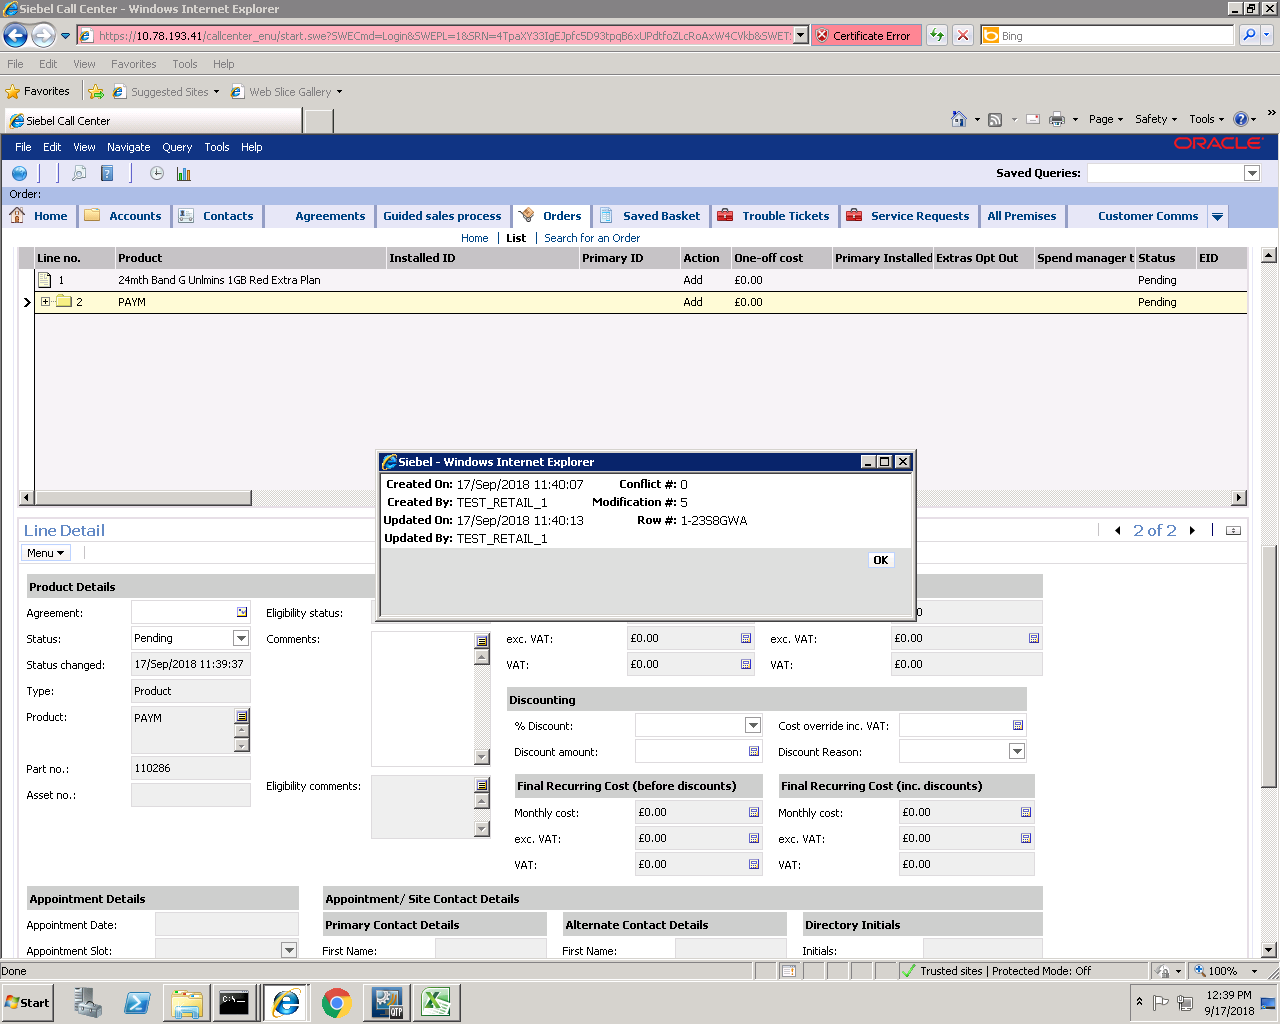 Siebel Call Center - Windows Internet Explorer
https://10.78.193.41/callcenter_enu/start.swe?SWECmd=Login&SWEPL=1&SRN=4TpaXY33IgEJpfc5D93tpqB6xUPdtfoZLcRoAxW4CVkb&SWET
Certificate Error
Bing
File Edit View Favorites Tools Help
Favorites Suggested Sites Web Slice Gallery
Siebel Call Center
Page Safety Tools
File Edit View Navigate Query Tools Help
ORACLE
Saved Queries:
Order:
Home Accounts Contacts Agreements Guided sales process Orders Saved Basket Trouble Tickets Service Requests All Premises Customer Comms
Home List Search for an Order
Line no. Product Installed ID Primary ID Action One-off cost Primary Installed Extras Opt Out Spend manager t Status EID
1 24mth Band G Unlmins 1GB Red Extra Plan Add £0.00 Pending
2 PAYM Add £0.00 Pending
Siebel - Windows Internet Explorer
Created On: 17/Sep/2018 11:40:07 Conflict #: 0
Created By: TEST_RETAIL_1 Modification #: 5
Updated On: 17/Sep/2018 11:40:13 Row #: 1-23S8GWA
Updated By: TEST_RETAIL_1
OK
Line Detail
2 of 2
Menu
Product Details
Agreement: Eligibility status: 0
Status: Pending Comments: exc. VAT: £0.00 exc. VAT: £0.00
Status changed: 17/Sep/2018 11:39:37 VAT: £0.00 VAT: £0.00
Type: Product
Discounting
Product: PAYM
% Discount: Cost override inc. VAT:
Discount amount: Discount Reason:
Part no.: 110286
Eligibility comments: Final Recurring Cost (before discounts) Final Recurring Cost (inc. discounts)
Asset no.:
Monthly cost: £0.00 Monthly cost: £0.00
exc. VAT: £0.00 exc. VAT: £0.00
VAT: £0.00 VAT: £0.00
Appointment Details Appointment/ Site Contact Details
Appointment Date: Primary Contact Details Alternate Contact Details Directory Initials
Appointment Slot: First Name: First Name: Initials:
Done
Trusted sites | Protected Mode: Off
100%
Start
C:\.
QTP
12:39 PM
9/17/2018